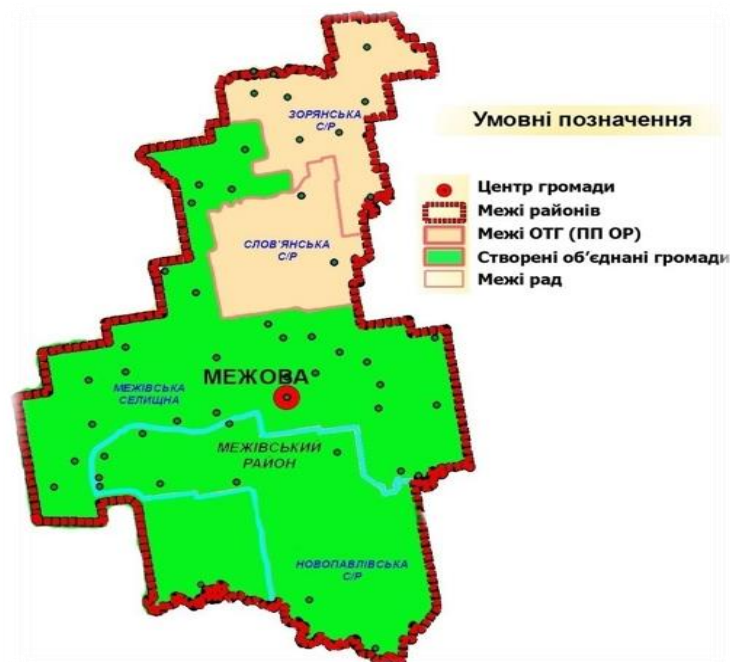 ЗОРЯНСЬКА
С/Р
Умовні позначення
Центр громади
Межі районів
Межі ОТГ (ПП ОР)
Створені об’єднані громади
Межі рад
СЛОВ'ЯНСЬКА
С/Р
МЕЖОВА
МЕЖІВСЬКА
СЕЛИЩНА
МЕЖІВСЬКИЙ
РАЙОН
НОВОПАВЛІВСЬКА
С/Р